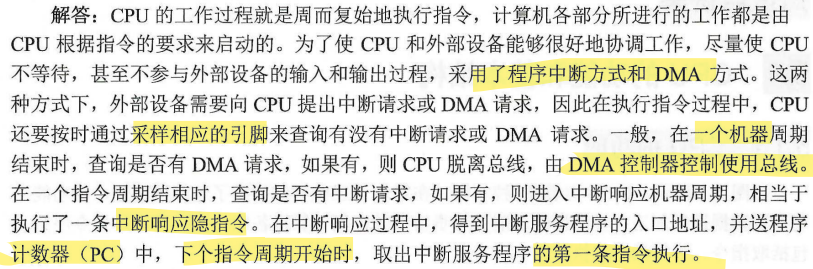 解答：CPU 的工作过程就是周而复始地执行指令，计算机各部分所进行的工作都是由
CPU 根据指令的要求来启动的。为了使 CPU 和外部设备能够很好地协调工作，尽量使 CPU
不等待，甚至不参与外部设备的输入和输出过程，采用了程序中断方式和 DMA 方式。这两
种方式下，外部设备需要向 CPU 提出中断请求或 DMA 请求，因此在执行指令过程中，CPU
还要按时通过采样相应的引脚来查询有没有中断请求或 DMA 请求。一般，在一个机器周期
结束时，查询是否有 DMA 请求，如果有，则 CPU 脱离总线，由 DMA 控制器控制使用总线。
在一个指令周期结束时，查询是否有中断请求，如果有，则进入中断响应机器周期，相当于
执行了一条中断响应隐指令。在中断响应过程中，得到中断服务程序的入口地址，并送程序
计数器（PC）中，下个指令周期开始时，取出中断服务程序的第一条指令执行。